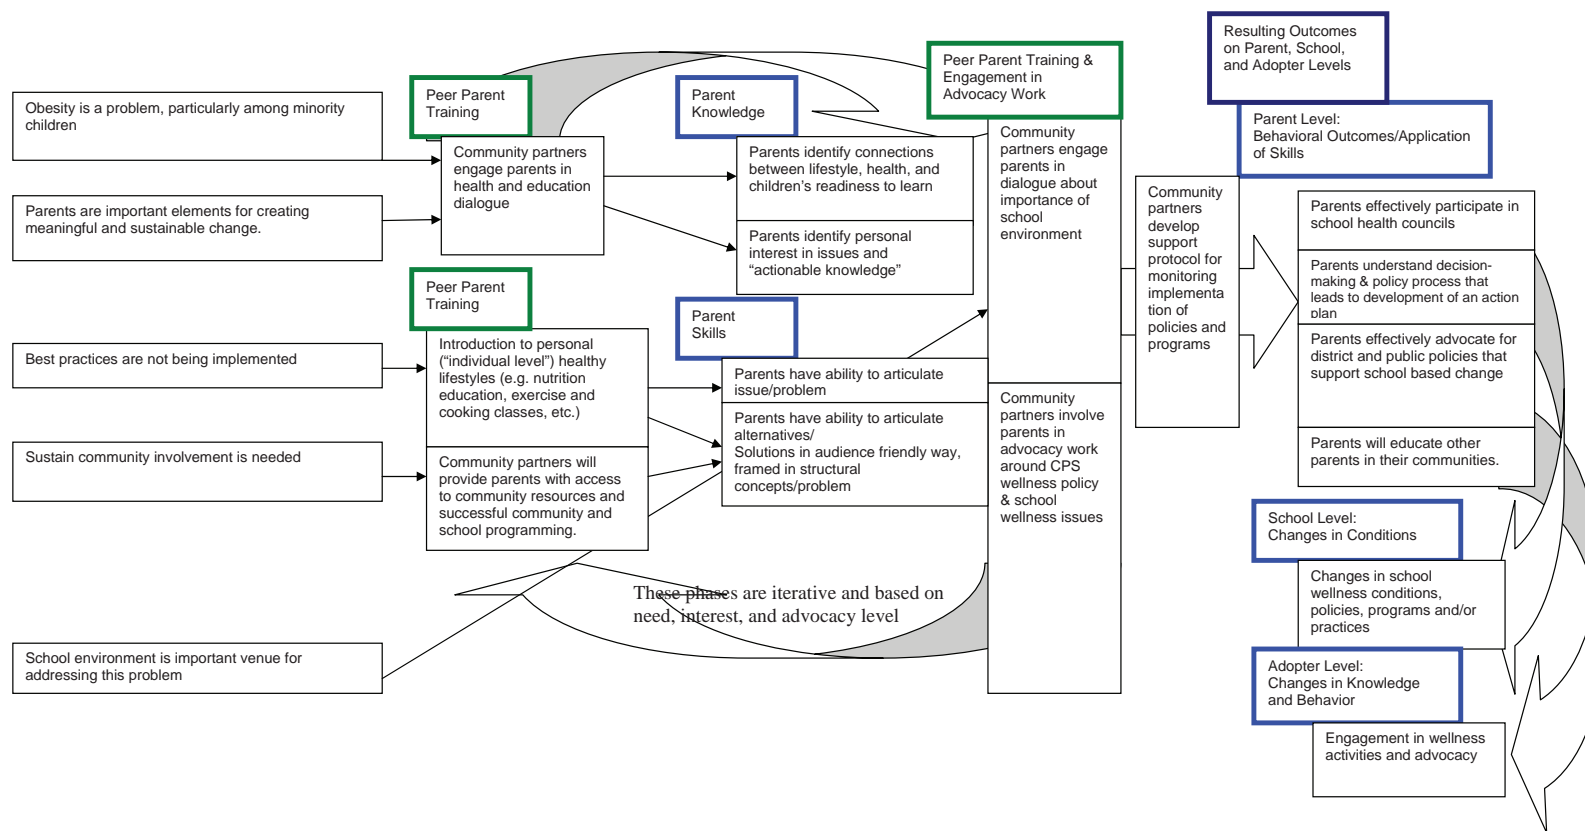 Obesity is a problem, particularly among minority
children
Parents are important elements for creating
meaningful and sustainable change.
Best practices are not being implemented
Sustain community involvement is needed
School environment is important venue for
addressing this problem
Peer Parent
Training
Community partners
engage parents in
health and education
dialogue
Peer Parent
Training
Introduction to personal
(“individual level”) healthy
lifestyles (e.g. nutrition
education, exercise and
cooking classes, etc.)
Community partners will
provide parents with access
to community resources and
successful community and
school programming.
Parent
Knowledge
Parents identify connections
between lifestyle, health, and
children’s readiness to learn
Parents identify personal
interest in issues and
“actionable knowledge”
Parent
Skills
Parents have ability to articulate
issue/problem
Parents have ability to articulate
alternatives/
Solutions in audience friendly way,
framed in structural
concepts/problem
These phases are iterative and based on
need, interest, and advocacy level
Peer Parent Training &
Engagement in
Advocacy Work
Community
partners engage
parents in
dialogue about
importance of
school
environment
Community
partners involve
parents in
advocacy work
around CPS
wellness policy
& school
wellness issues
Community
partners
develop
support
protocol for
monitoring
implementa
tion of
policies and
programs
Resulting Outcomes
on Parent, School,
and Adopter Levels
Parent Level:
Behavioral Outcomes/Application
of Skills
Parents effectively participate in
school health councils
Parents understand decision-
making & policy process that
leads to development of an action
plan
Parents effectively advocate for
district and public policies that
support school based change
Parents will educate other
parents in their communities.
School Level:
Changes in Conditions
Changes in school
wellness conditions,
policies, programs and/or
practices
Adopter Level:
Changes in Knowledge
and Behavior
Engagement in wellness
activities and advocacy